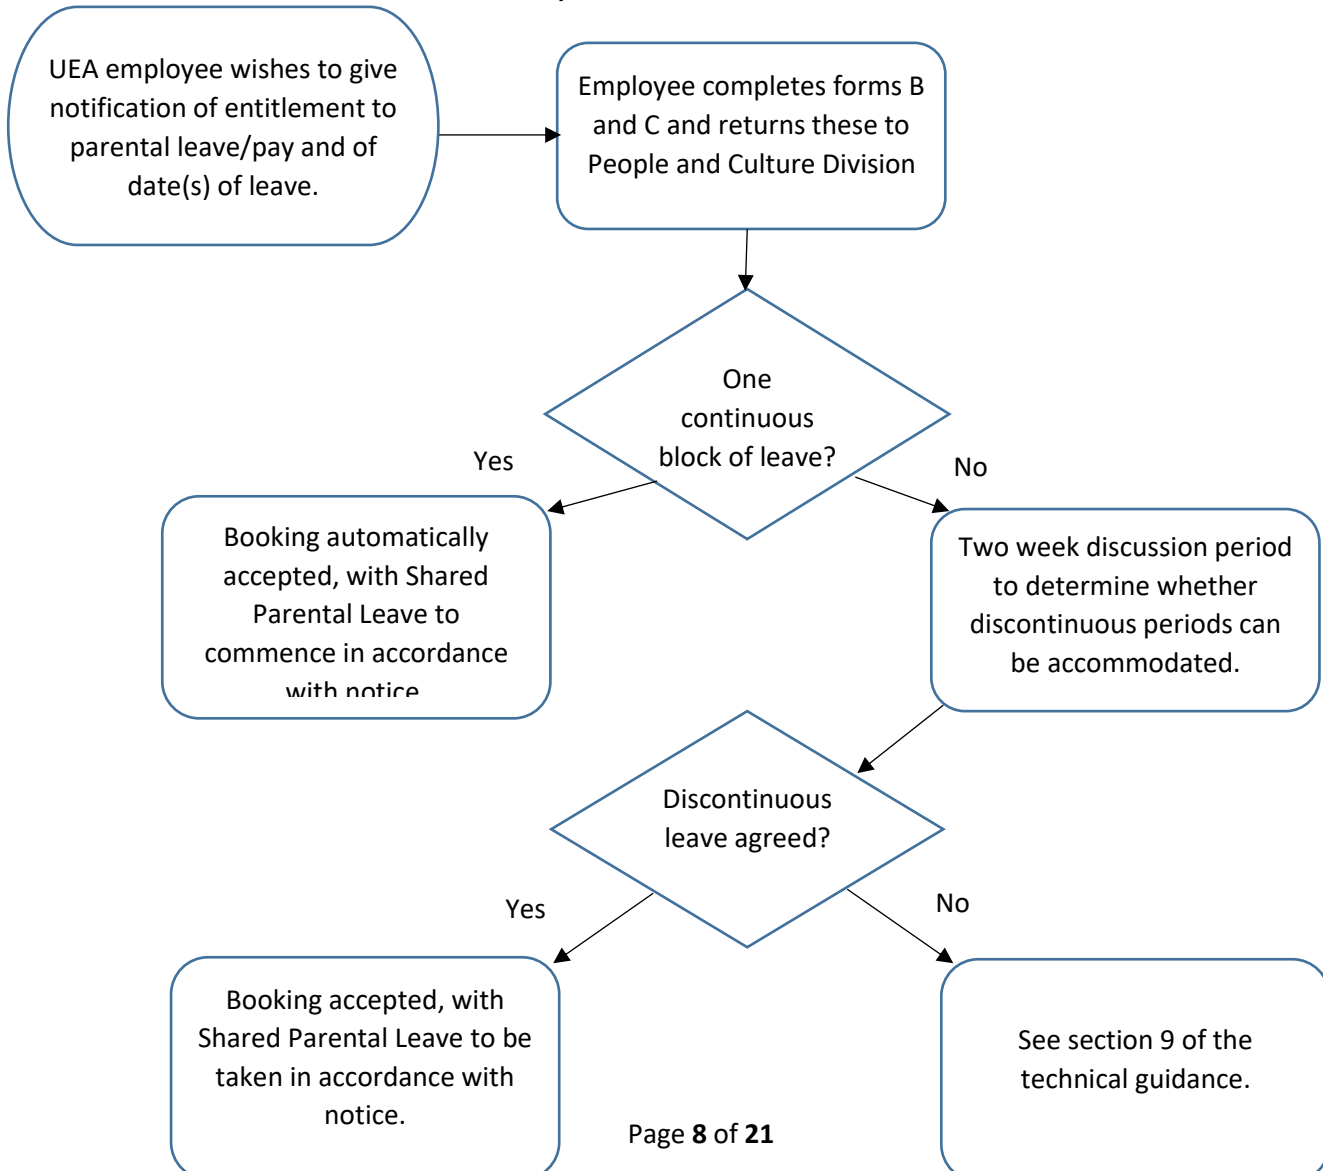 UEA employee wishes to give
notification of entitlement to
parental leave/pay and of
date(s) of leave.
Employee completes forms B
and C and returns these to
People and Culture Division
One
continuous
block of leave?
Yes
No
Booking automatically
accepted, with Shared
Parental Leave to
commence in accordance
with notice
Two week discussion period
to determine whether
discontinuous periods can
be accommodated.
Discontinuous
leave agreed?
Yes
No
Booking accepted, with
Shared Parental Leave to be
taken in accordance with
notice.
See section 9 of the
technical guidance.
Page 8 of 21